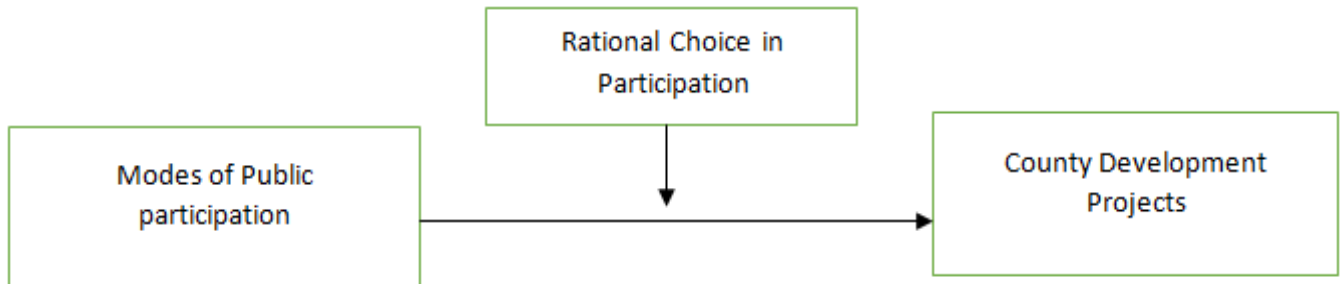 Rational Choice in
Participation
Modes of Public
participation
County Development
Projects